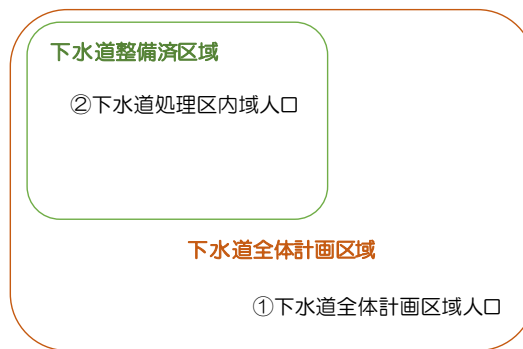 下水道整備済区域
②下水道処理区内域人口
下水道全体計画区域
①下水道全体計画区域人口